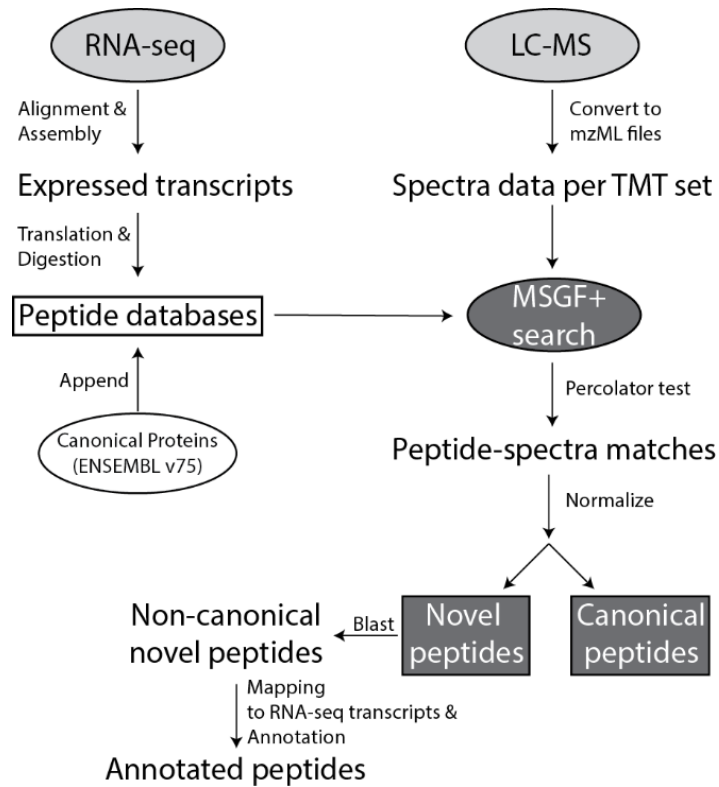 RNA-seq
LC-MS
Alignment &
Assembly
Convert to
mzML files
Expressed transcripts
Spectra data per TMT set
Translation &
Digestion
Peptide databases
MSGF+
search
Append
Percolator test
Canonical Proteins
(ENSEMBL v75)
Peptide-spectra matches
Normalize
Non-canonical
novel peptides
Blast
Novel
peptides
Canonical
peptides
Mapping
to RNA-seq transcripts &
Annotation
Annotated peptides